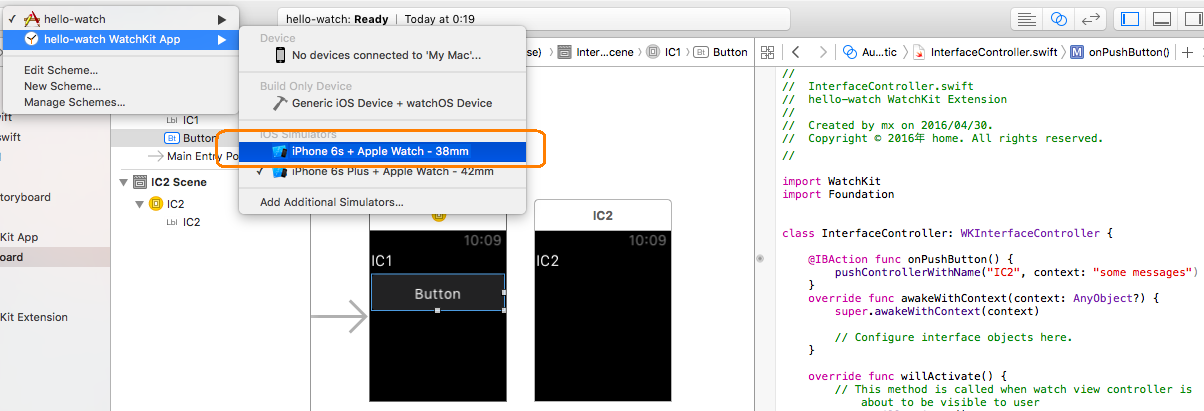 hello-watch
hello-watch WatchKit App
Edit Scheme...
New Scheme...
Manage Schemes...
hello-watch: Ready | Today at 0:19
Device
No devices connected to 'My Mac'...
Build Only Device
Generic iOS Device + watchOS Device
iOS Simulators
iPhone 6s + Apple Watch - 38mm
iPhone 6s Plus + Apple Watch - 42mm
Add Additional Simulators...
se) Inter...cene IC1 Bt Button
Au...tic InterfaceController.swift M onPushButton()
swift
toryboard
Kit App
oard
Kit Extension
Lbl IC1
Bt Button
Main Entry Po
IC2 Scene
IC2
Lbl IC2
10:09
IC1
Button
IC2
10:09
IC2
//
// InterfaceController.swift
// hello-watch WatchKit Extension
//
// Created by mx on 2016/04/30.
// Copyright © 2016年 home. All rights reserved.
//
import WatchKit
import Foundation
class InterfaceController: WKInterfaceController {
@IBAction func onPushButton() {
pushControllerWithName("IC2", context: "some messages")
}
override func awakeWithContext(context: AnyObject?) {
super.awakeWithContext(context)
// Configure interface objects here.
}
override func willActivate() {
// This method is called when watch view controller is
about to be visible to user